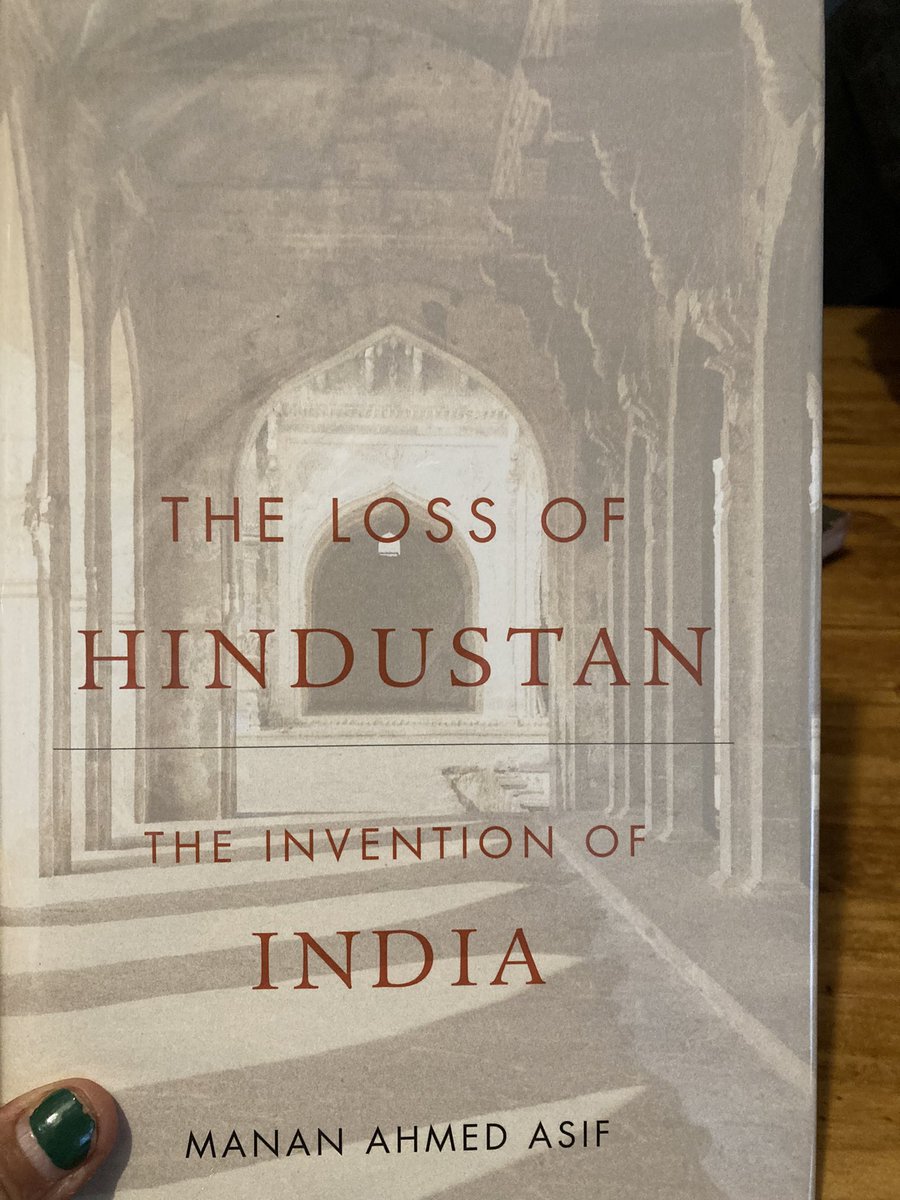 THE LOSS OF
HINDUSTAN
THE INVENTION OF
INDIA
MANAN AHMED ASIF